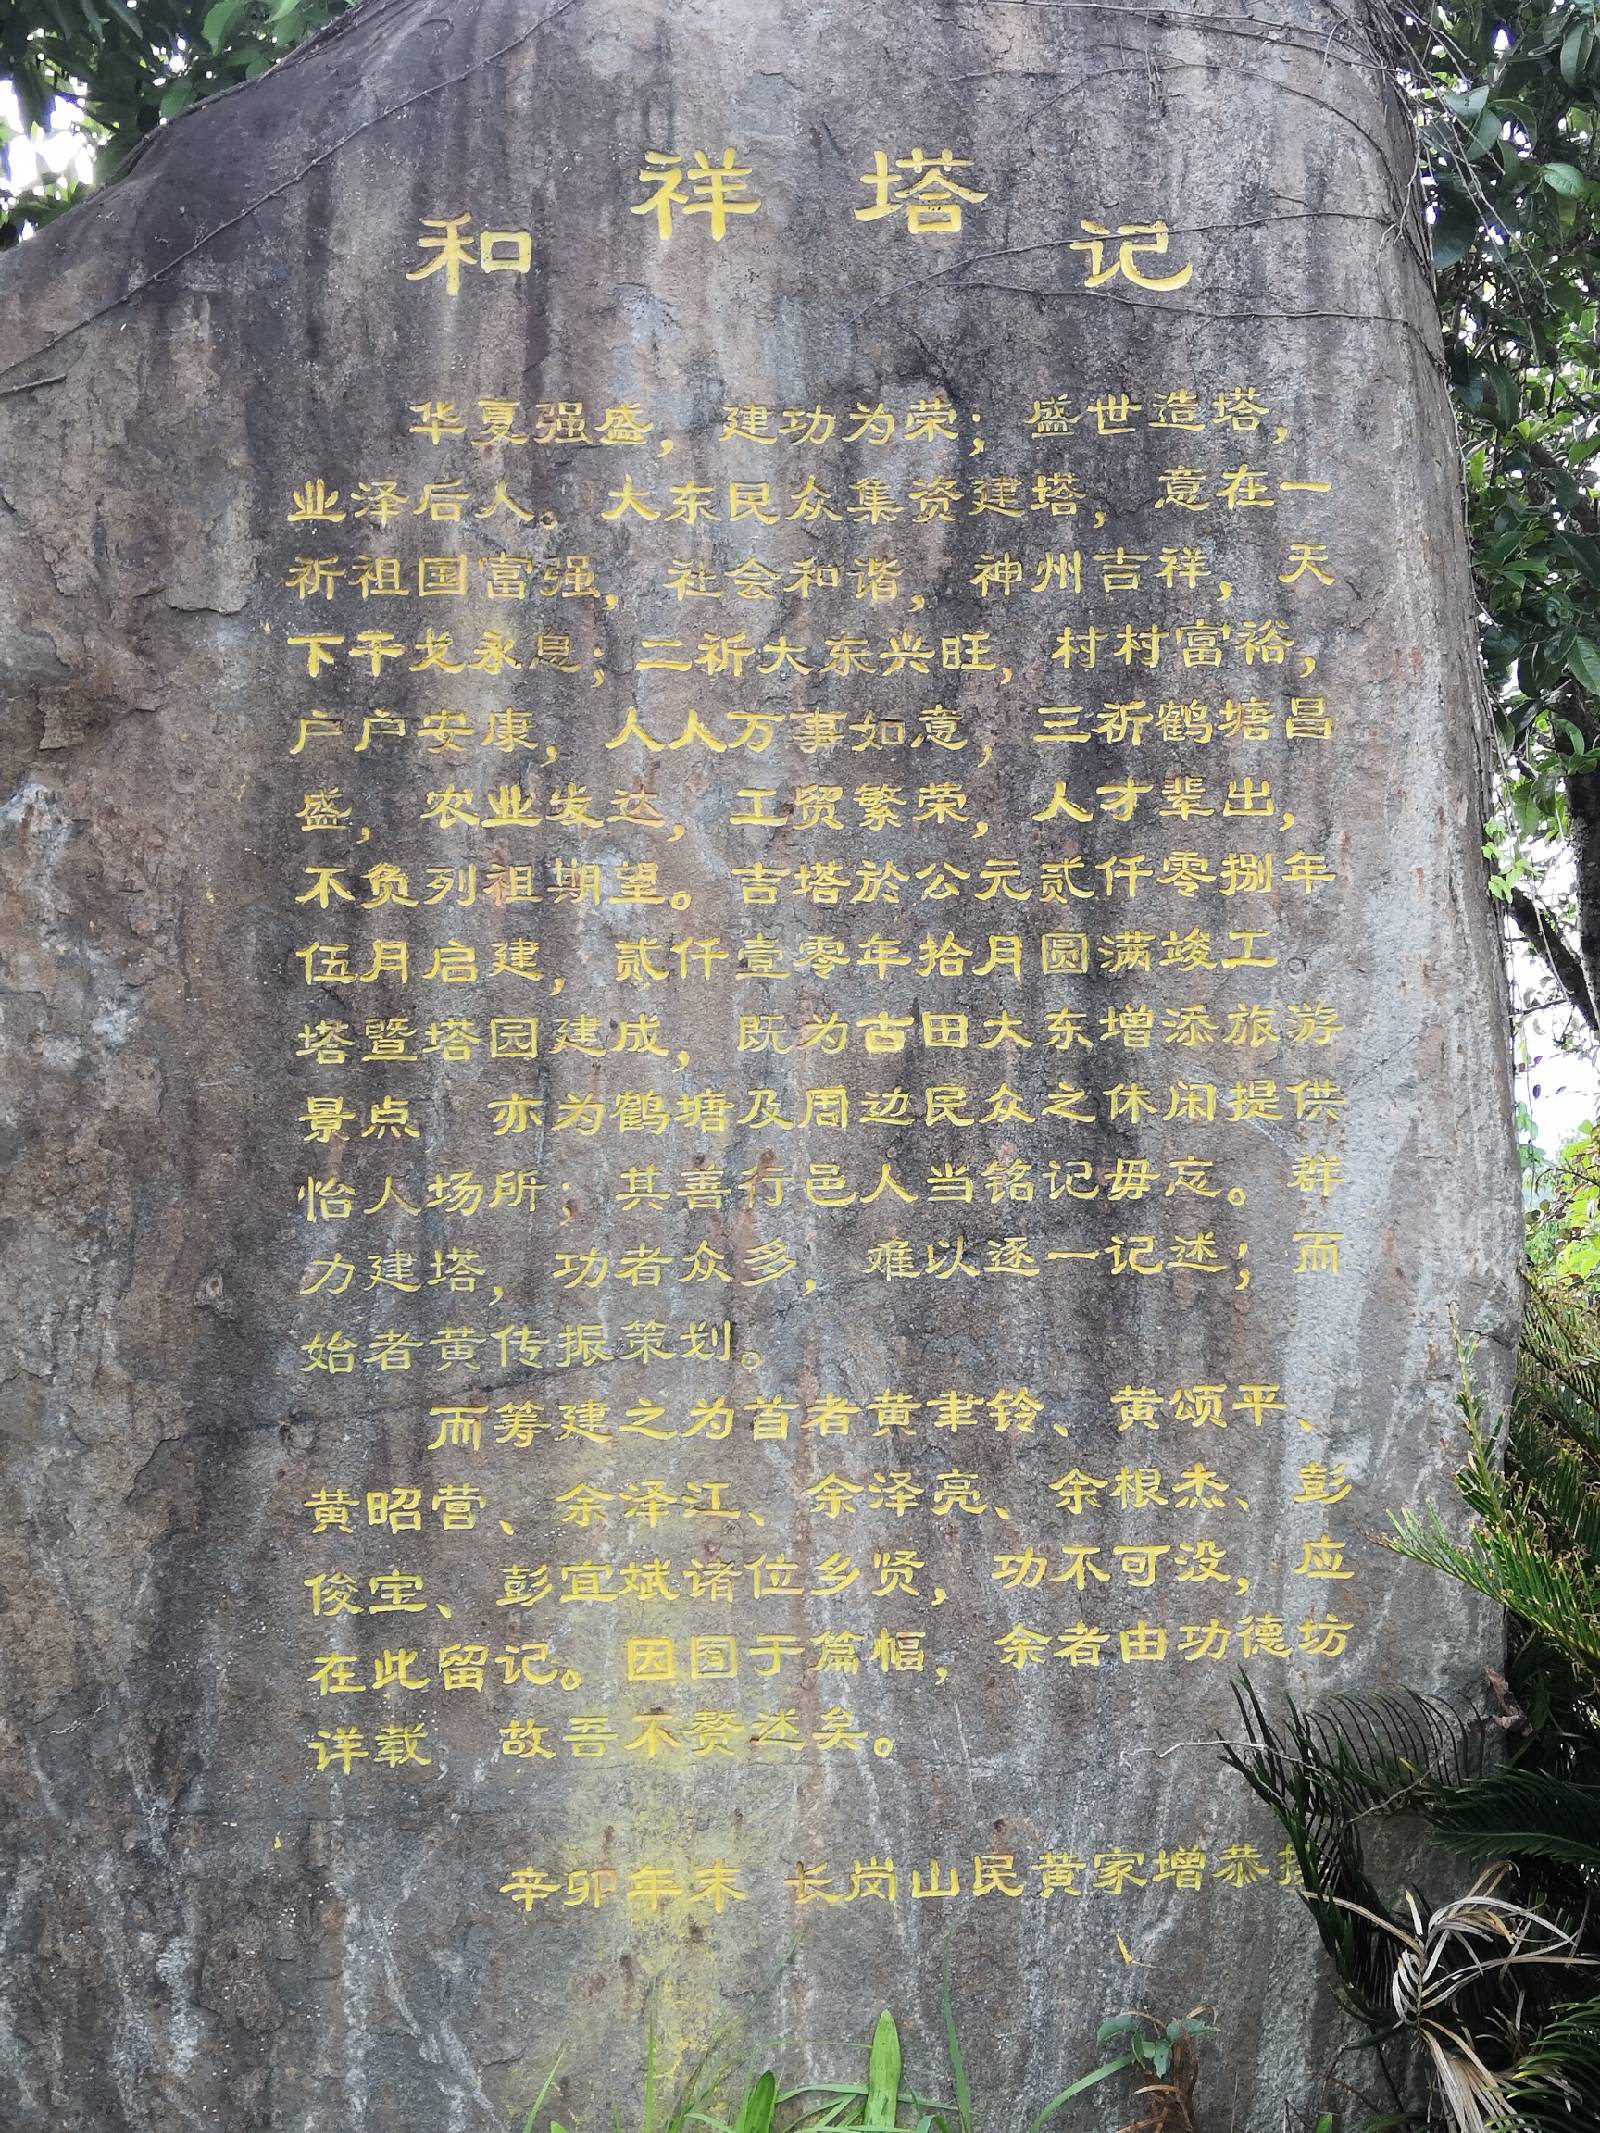 和祥塔记
华夏强盛，建功为荣；盛世造塔，
业泽后人。大东民众集资建塔，意在一
祈祖国富强，社会和谐，神州吉祥，天
下干戈永息；二祈大东兴旺，村村富裕，
户户安康，人人万事如意，三祈鹤塘昌
盛，农业发达，工贸繁荣，人才辈出，
不负列祖期望。吉塔於公元贰仟零捌年
伍月启建，贰仟壹零年拾月圆满竣工。
塔暨塔园建成，既为古田大东增添旅游
景点 亦为鹤塘及周边民众之休闲提供
怡人场所；其善行邑人当铭记毋忘。群
力建塔，功者众多，难以逐一记述；而
始者黄传振策划。
而筹建之为首者黄聿铃、黄颂平、
黄昭营、余泽江、余泽亮、余根杰、彭
俊宝、彭宜斌诸位乡贤，功不可没，应
在此留记。因囿于篇幅，余者由功德坊
详载 故吾不赘述矣。
辛卯年末 长岗山民黄家增恭